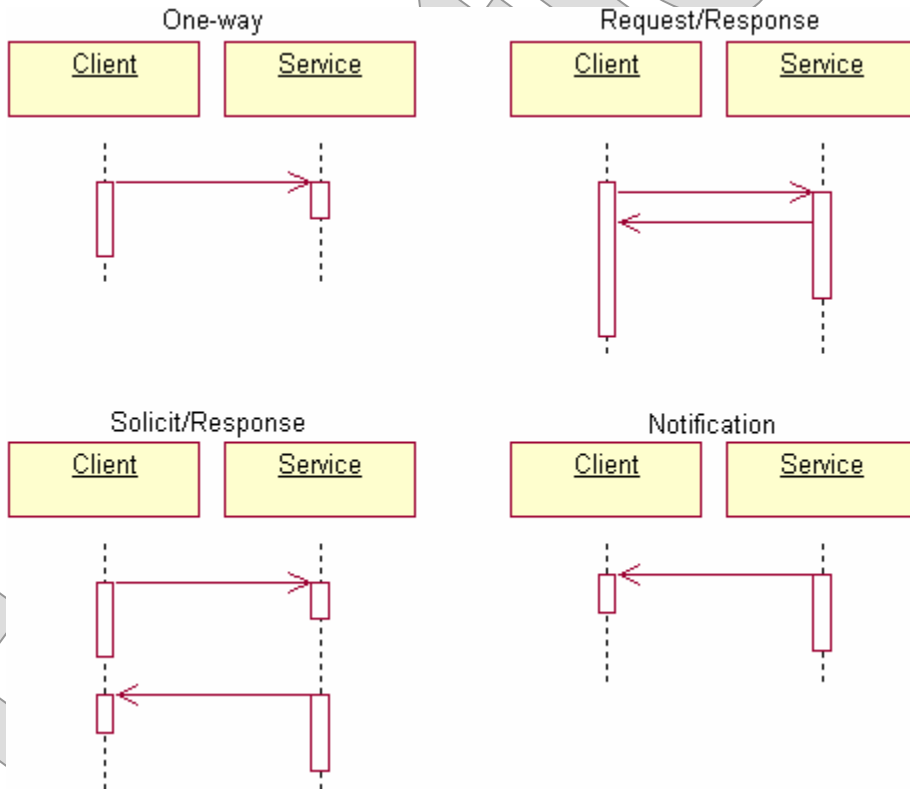 One-way
Client Service
Request/Response
Client Service
Solicit/Response
Client Service
Notification
Client Service